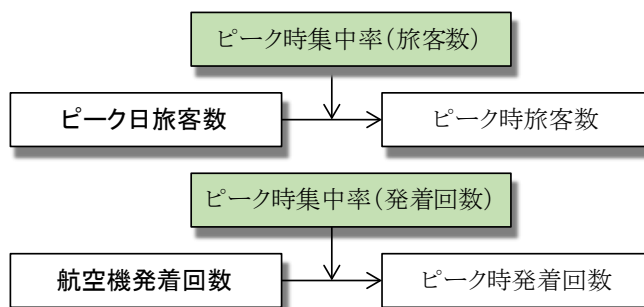 ピーク時集中率(旅客数)
ピーク日旅客数
ピーク時旅客数
ピーク時集中率(発着回数)
航空機発着回数
ピーク時発着回数